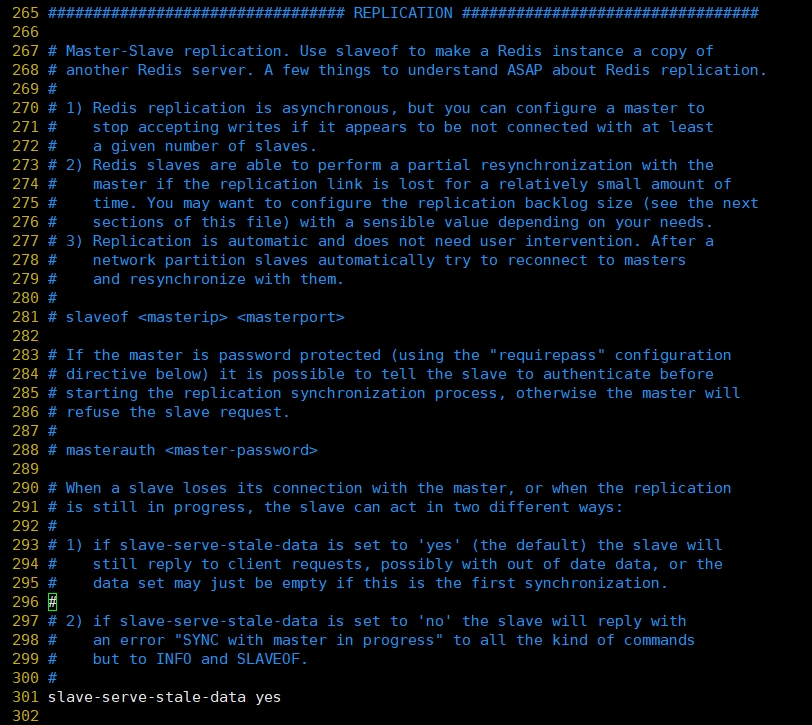 265 ################################# REPLICATION #################################
266
267 # Master-Slave replication. Use slaveof to make a Redis instance a copy of
268 # another Redis server. A few things to understand ASAP about Redis replication.
269 #
270 # 1) Redis replication is asynchronous, but you can configure a master to
271 #    stop accepting writes if it appears to be not connected with at least
272 #    a given number of slaves.
273 # 2) Redis slaves are able to perform a partial resynchronization with the
274 #    master if the replication link is lost for a relatively small amount of
275 #    time. You may want to configure the replication backlog size (see the next
276 #    sections of this file) with a sensible value depending on your needs.
277 # 3) Replication is automatic and does not need user intervention. After a
278 #    network partition slaves automatically try to reconnect to masters
279 #    and resynchronize with them.
280 #
281 # slaveof <masterip> <masterport>
282
283 # If the master is password protected (using the "requirepass" configuration
284 # directive below) it is possible to tell the slave to authenticate before
285 # starting the replication synchronization process, otherwise the master will
286 # refuse the slave request.
287 #
288 # masterauth <master-password>
289
290 # When a slave loses its connection with the master, or when the replication
291 # is still in progress, the slave can act in two different ways:
292 #
293 # 1) if slave-serve-stale-data is set to 'yes' (the default) the slave will
294 #    still reply to client requests, possibly with out of date data, or the
295 #    data set may just be empty if this is the first synchronization.
296 #
297 # 2) if slave-serve-stale-data is set to 'no' the slave will reply with
298 #    an error "SYNC with master in progress" to all the kind of commands
299 #    but to INFO and SLAVEOF.
300 #
301 slave-serve-stale-data yes
302